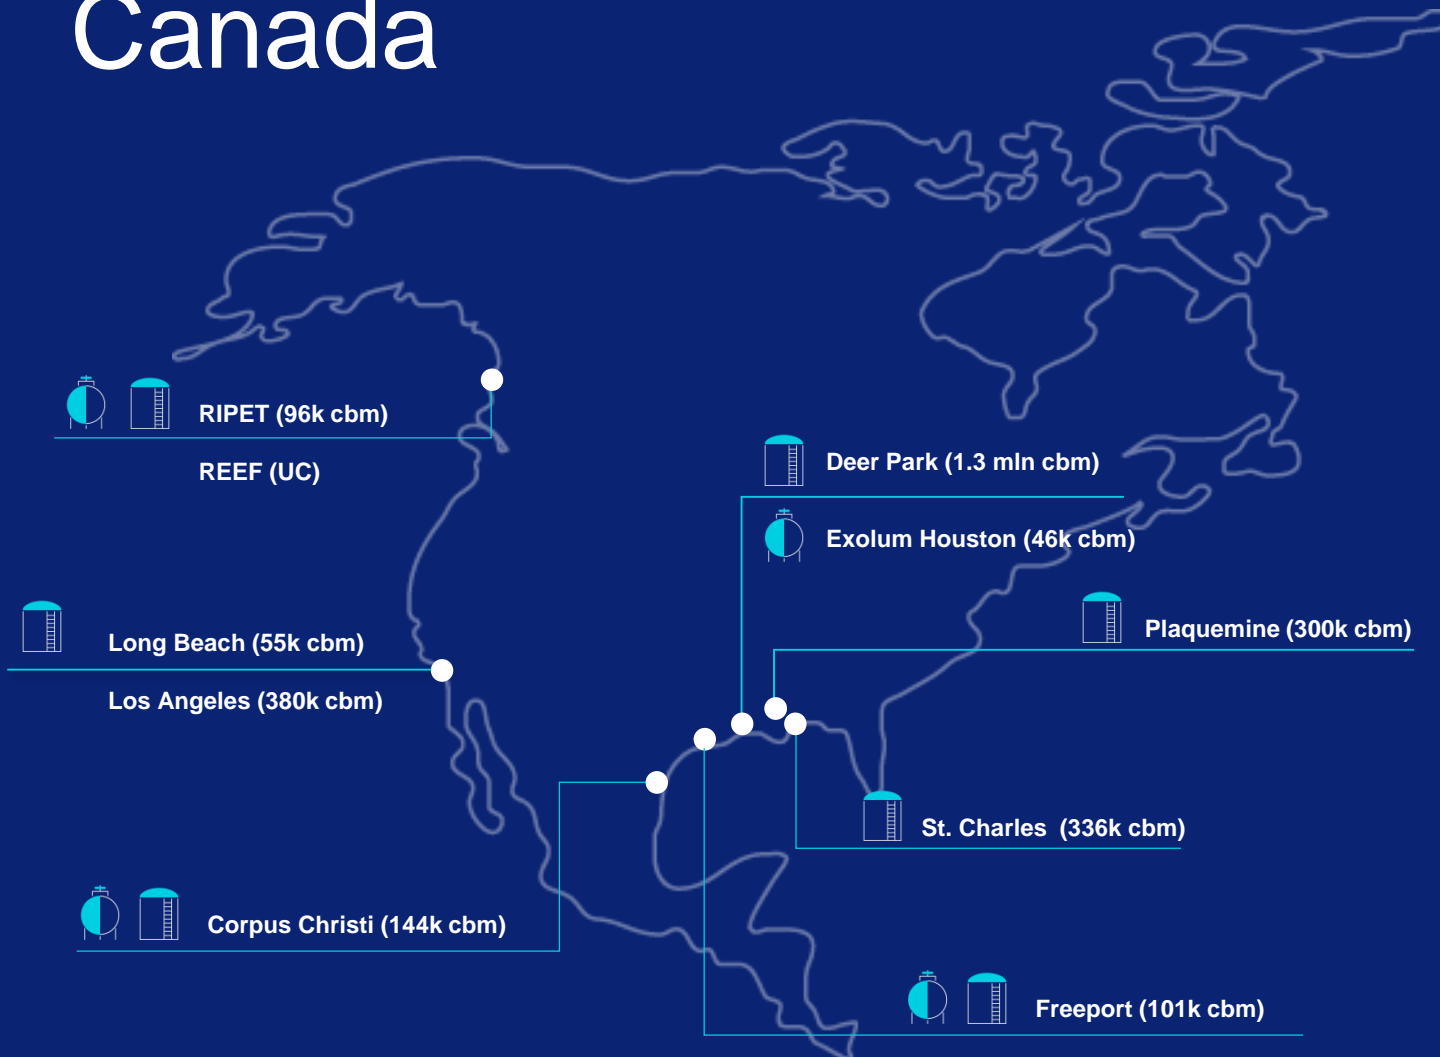 Canada
RIPET (96k cbm)
REEF (UC)
Deer Park (1.3 mln cbm)
Exolum Houston (46k cbm)
Plaquemine (300k cbm)
Long Beach (55k cbm)
Los Angeles (380k cbm)
St. Charles  (336k cbm)
Corpus Christi (144k cbm)
Freeport (101k cbm)